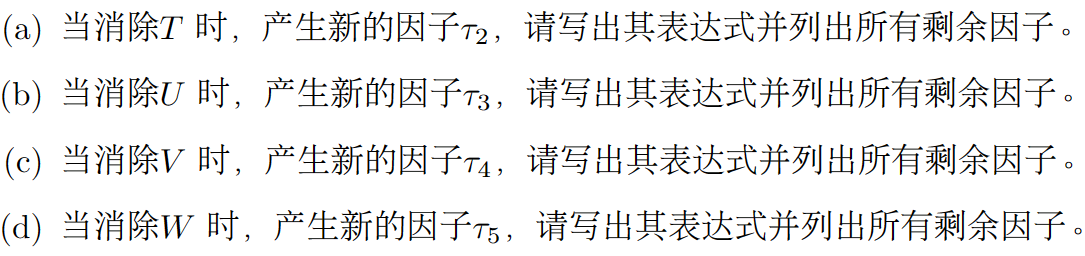 (a) 当消除T 时，产生新的因子τ₂，请写出其表达式并列出所有剩余因子。
(b) 当消除U 时，产生新的因子τ₃，请写出其表达式并列出所有剩余因子。
(c) 当消除V 时，产生新的因子τ₄，请写出其表达式并列出所有剩余因子。
(d) 当消除W 时，产生新的因子τ₅，请写出其表达式并列出所有剩余因子。